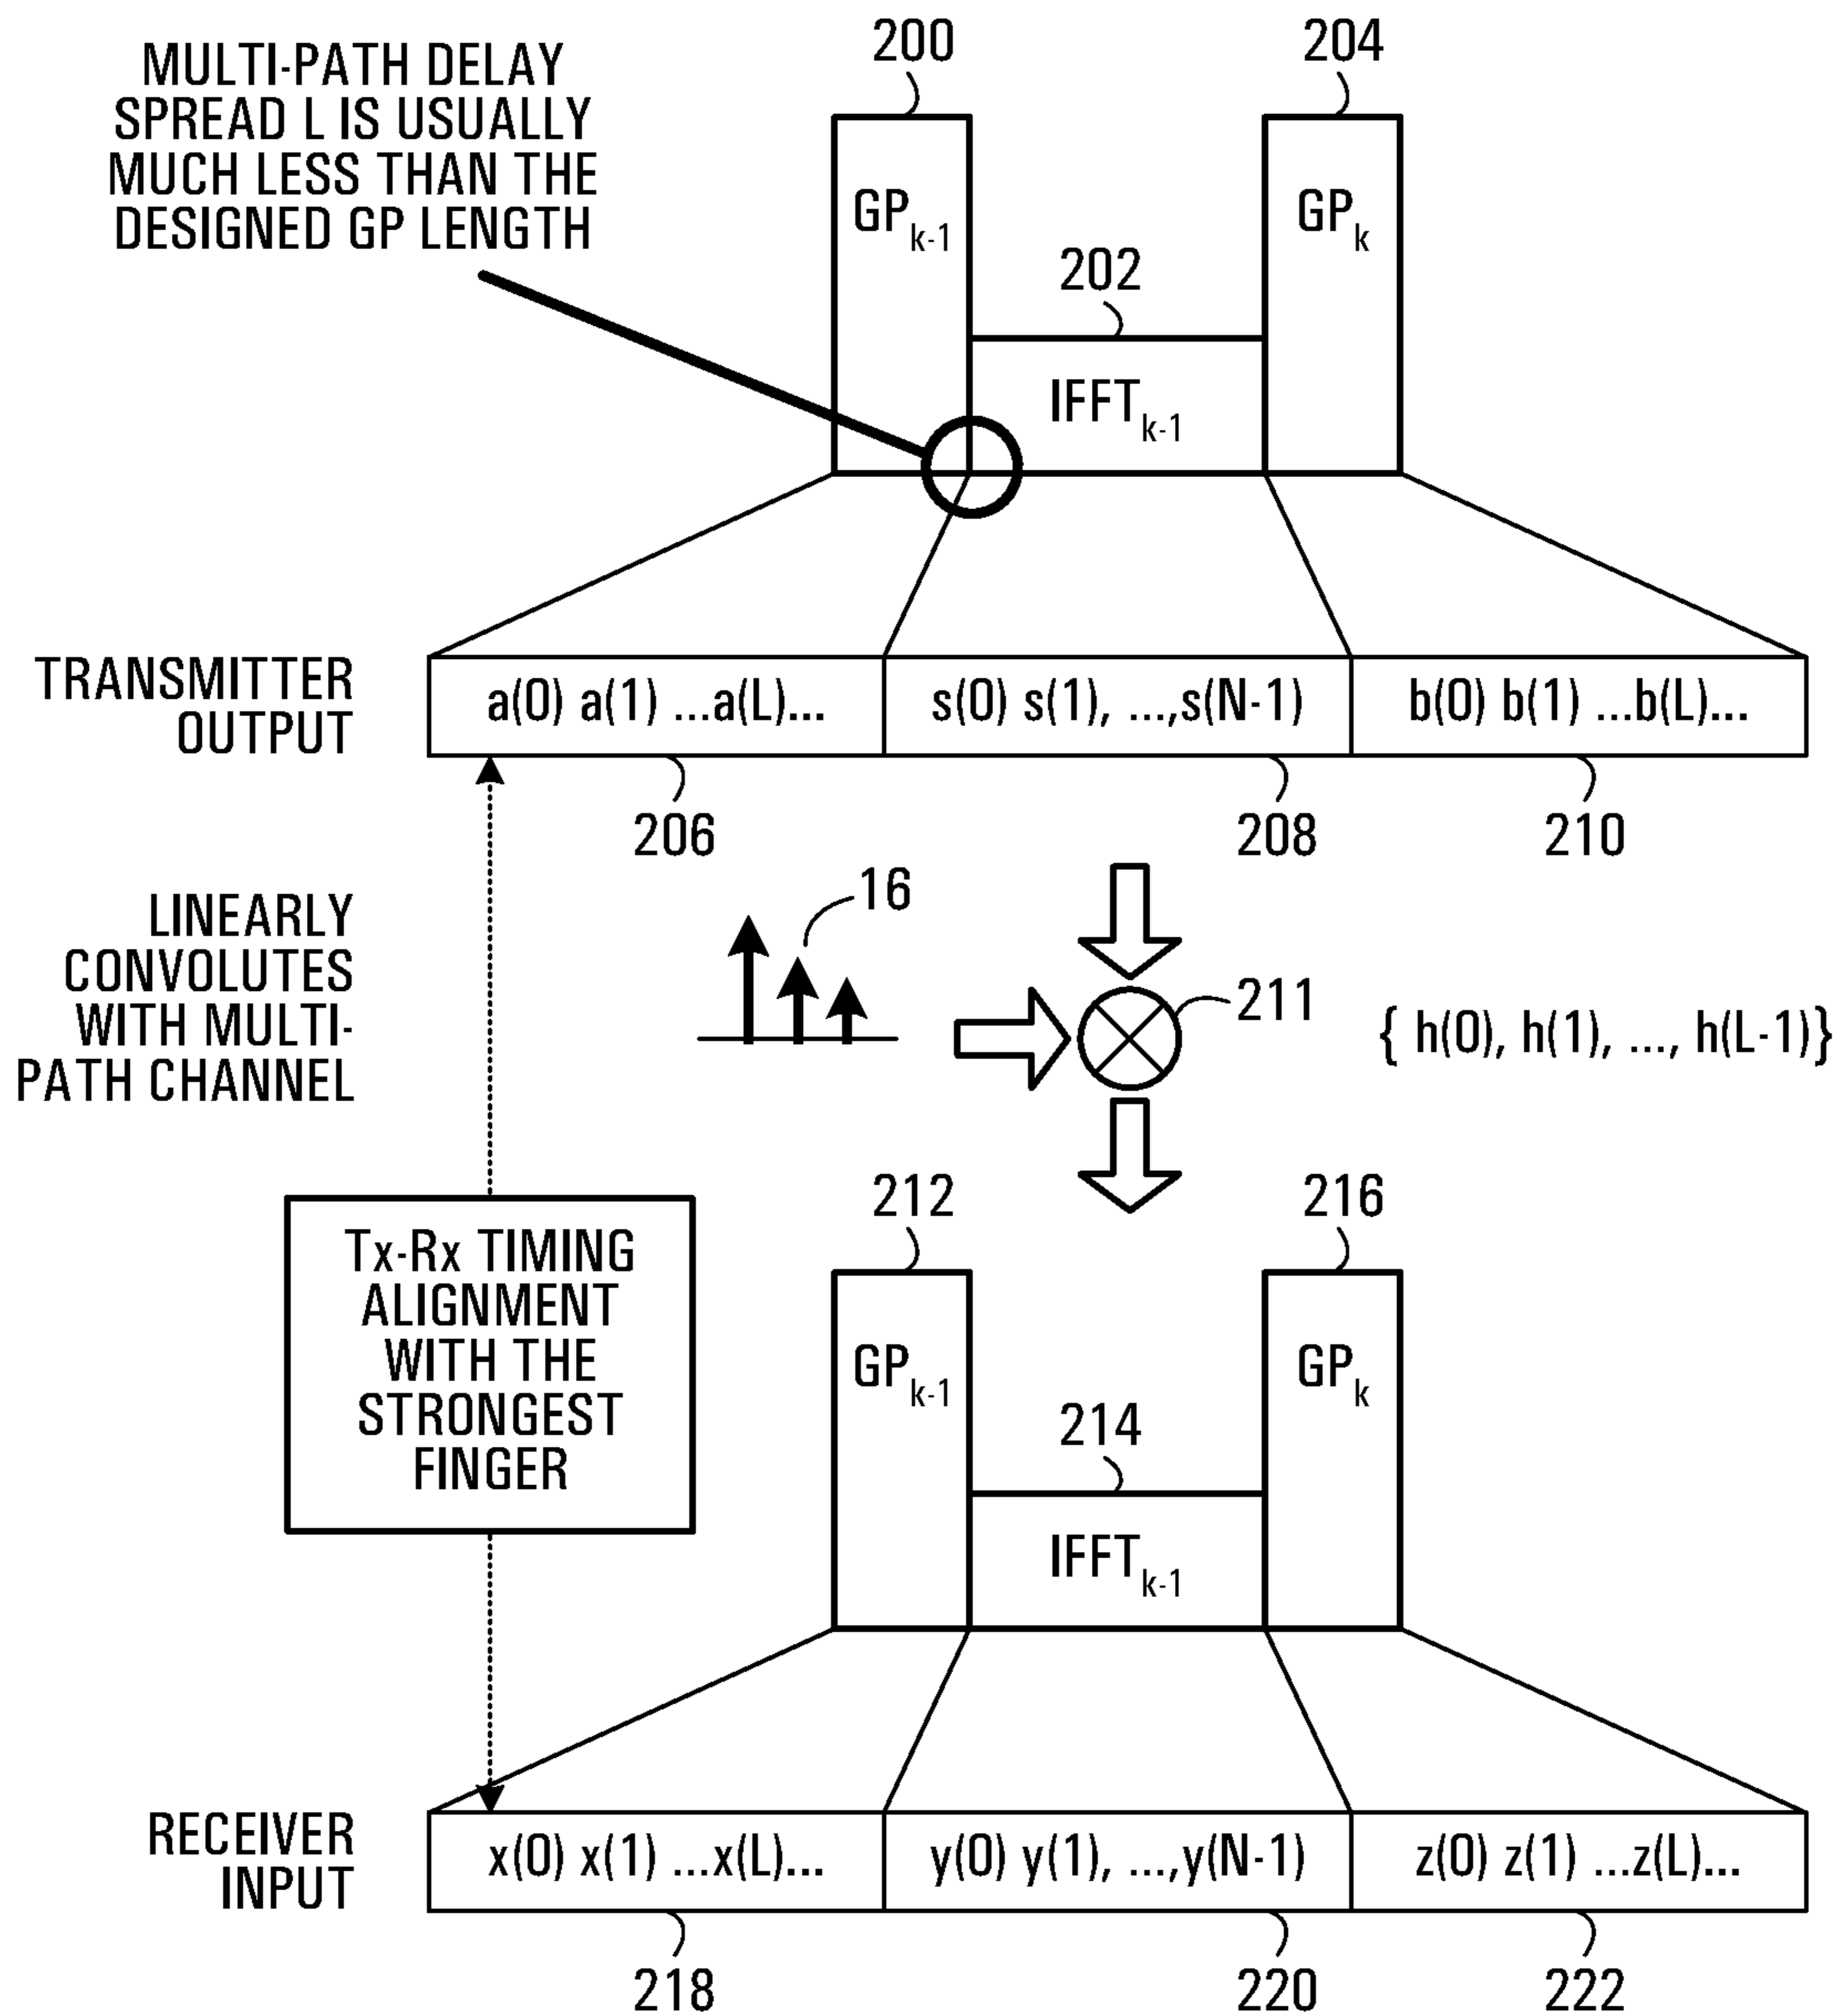 200
204
MULTI-PATH DELAY
SPREAD L IS USUALLY
MUCH LESS THAN THE
DESIGNED GP LENGTH
GPk-1
GPk
202
IFFTk-1
TRANSMITTER
OUTPUT
a(0) a(1) ...a(L)...
s(0) s(1), ...,s(N-1)
b(0) b(1) ...b(L)...
206
208
210
LINEARLY
CONVOLUTES
WITH MULTI-
PATH CHANNEL
16
211
{ h(0), h(1), ..., h(L-1)}
212
216
Tx-Rx TIMING
ALIGNMENT
WITH THE
STRONGEST
FINGER
GPk-1
GPk
214
IFFTk-1
RECEIVER
INPUT
x(0) x(1) ...x(L)...
y(0) y(1), ...,y(N-1)
z(0) z(1) ...z(L)...
218
220
222